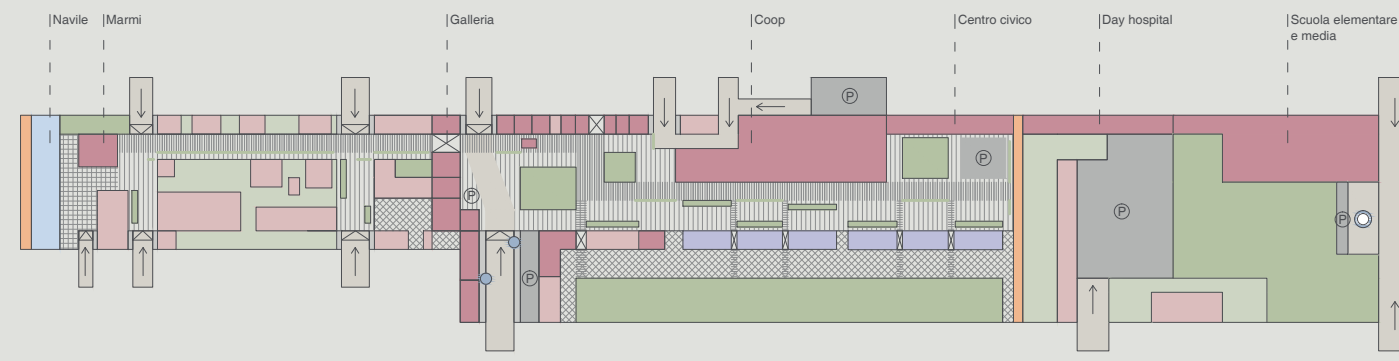 Navile
Marmi
Galleria
Coop
Centro civico
Day hospital
Scuola elementare
e media
P
P
P
P
P
P